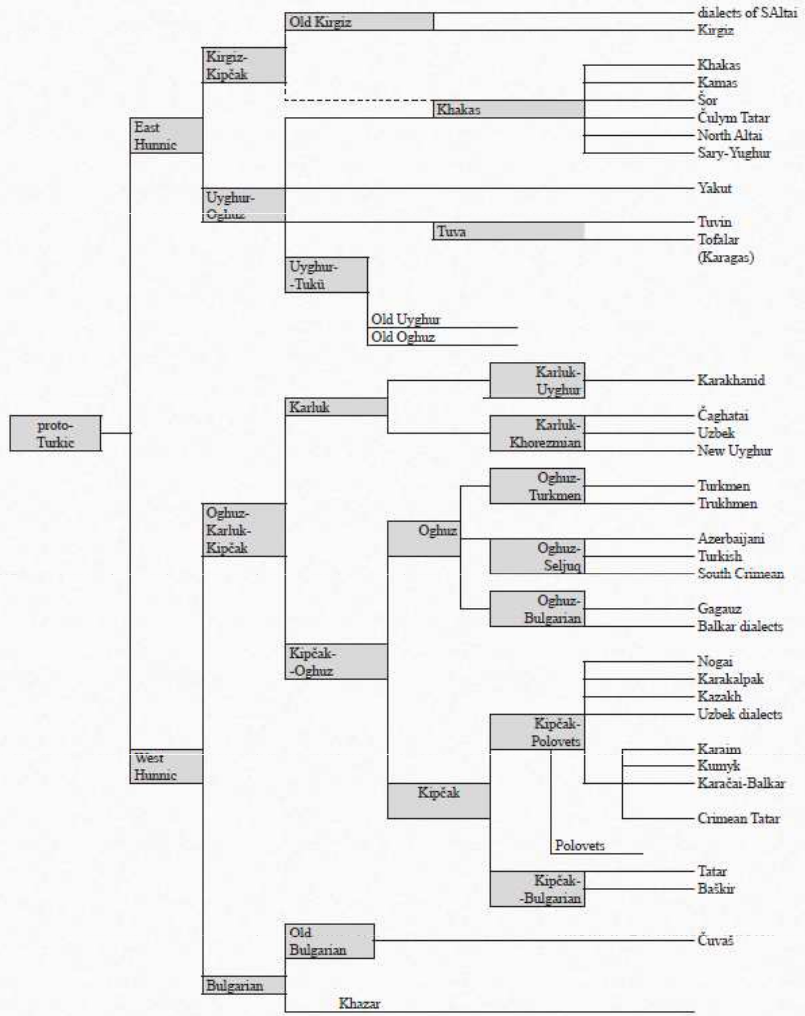 dialects of SAltai
Old Kirgiz
Kirgiz
Kirgiz-
Kipčak
Khakas
Kamas
Šor
Khakas
Čulym Tatar
East
Hunnic
North Altai
Sary-Yughur
Uyghur-
Oghuz
Yakut
Tuvin
Tuva
Tofalar
(Karagas)
Uyghur-
-Tukü
Old Uyghur
Old Oghuz
Karluk-
Uyghur
Karakhanid
Karluk
proto-
Turkic
Karluk-
Khorezmian
Čaghatai
Uzbek
New Uyghur
Oghuz-
Turkmen
Turkmen
Trukhmen
Oghuz-
Karluk-
Kipčak
Oghuz
Oghuz-
Seljuq
Azerbaijani
Turkish
South Crimean
Oghuz-
Bulgarian
Gagauz
Balkar dialects
Kipčak-
-Oghuz
Nogai
Karakalpak
Kazakh
Uzbek dialects
Kipčak-
Polovets
West
Hunnic
Karaim
Kumyk
Karačai-Balkar
Kıpčak
Crimean Tatar
Polovets
Kipčak
-Bulgarian
Tatar
Baškir
Old
Bulgarian
Čuvaš
Bulgarian
Khazar